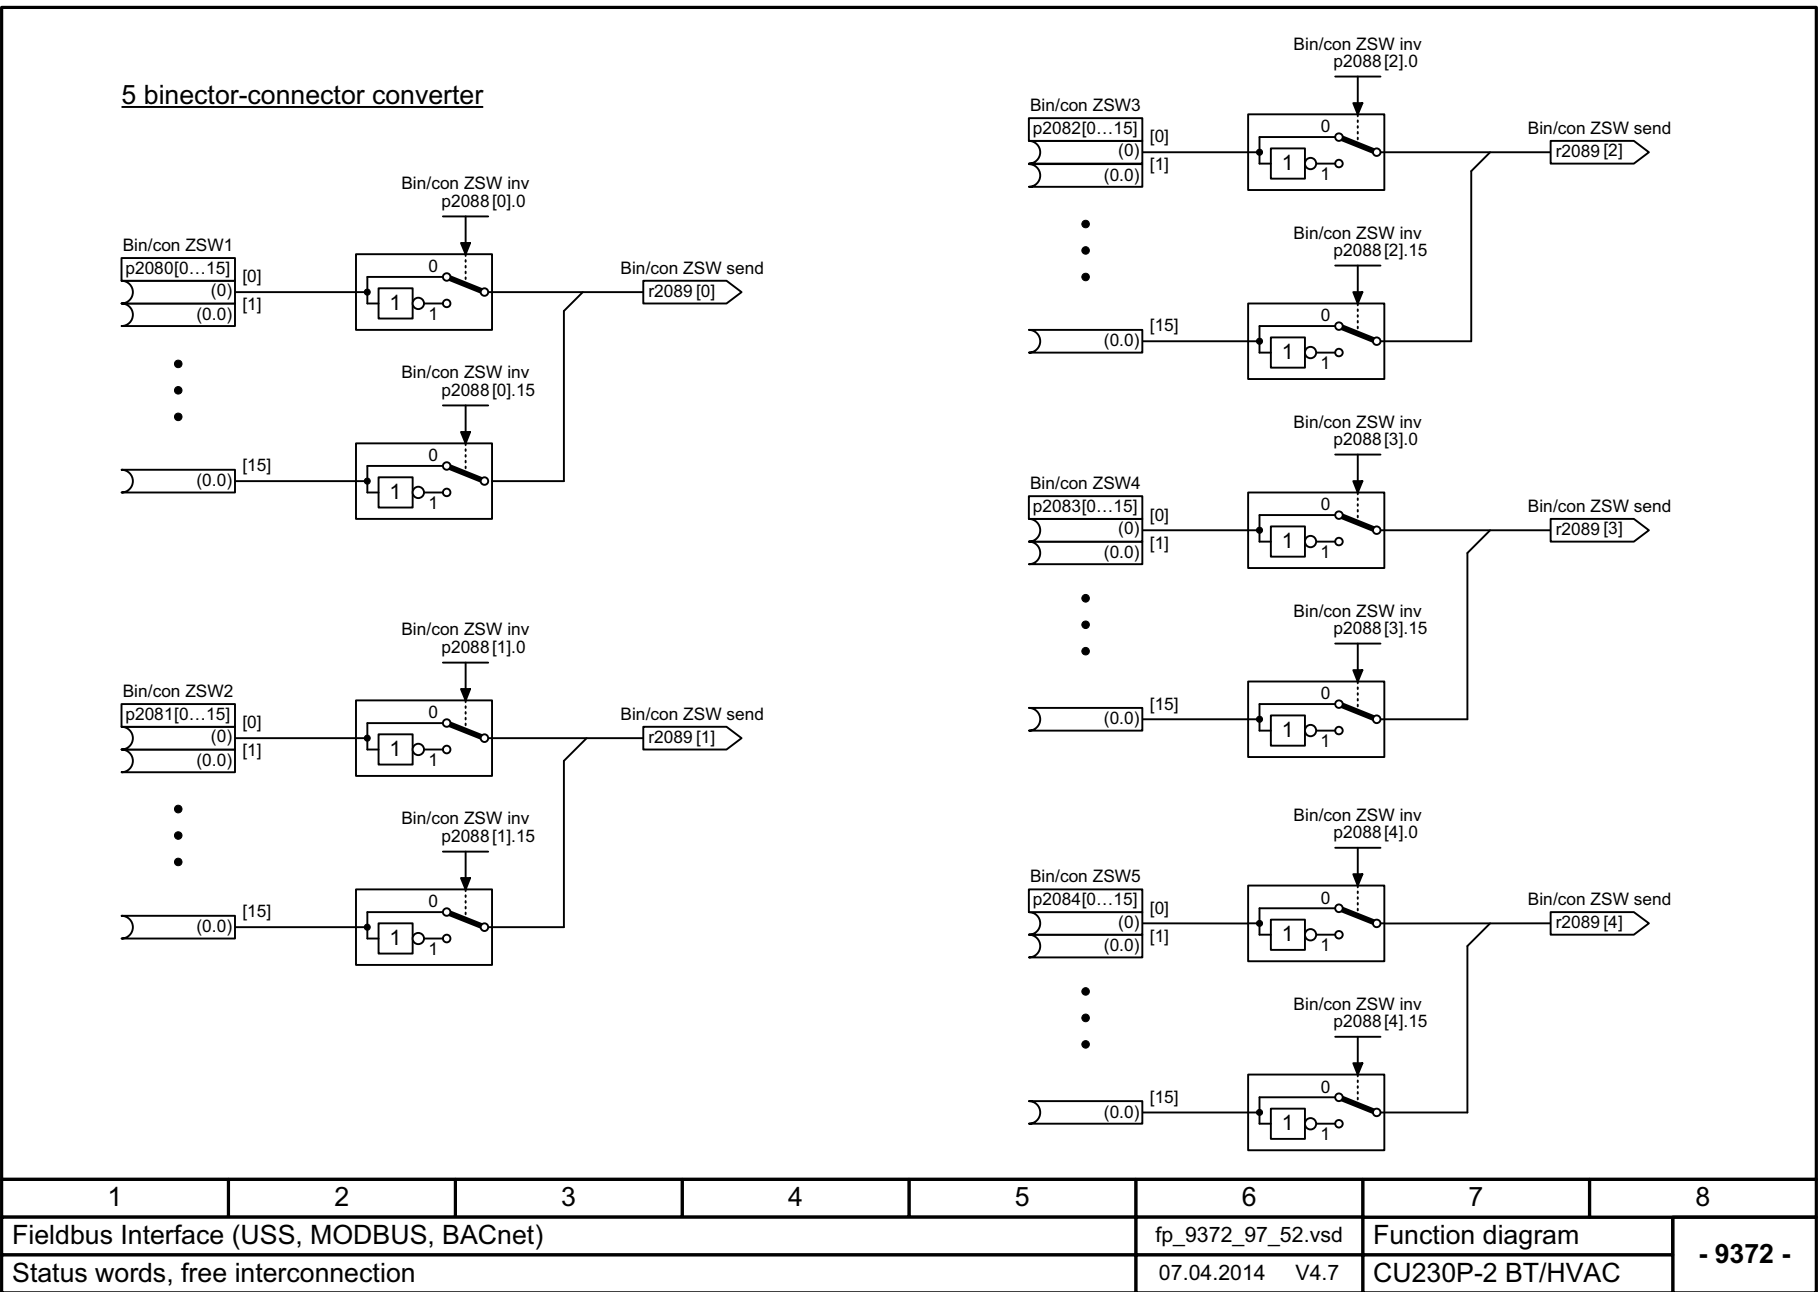 5 binector-connector converter
Bin/con ZSW inv
p2088 [0].0
Bin/con ZSW1
p2080[0…15]
[0]
(0)
[1]
(0.0)
0
1
1
Bin/con ZSW send
r2089 [0]
Bin/con ZSW inv
p2088 [0].15
[15]
(0.0)
0
1
1
Bin/con ZSW inv
p2088 [1].0
Bin/con ZSW2
p2081[0…15]
[0]
(0)
[1]
(0.0)
0
1
1
Bin/con ZSW send
r2089 [1]
Bin/con ZSW inv
p2088 [1].15
[15]
(0.0)
0
1
1
Bin/con ZSW inv
p2088 [2].0
Bin/con ZSW3
p2082[0…15]
[0]
(0)
[1]
(0.0)
0
1
1
Bin/con ZSW send
r2089 [2]
Bin/con ZSW inv
p2088 [2].15
[15]
(0.0)
0
1
1
Bin/con ZSW inv
p2088 [3].0
Bin/con ZSW4
p2083[0…15]
[0]
(0)
[1]
(0.0)
0
1
1
Bin/con ZSW send
r2089 [3]
Bin/con ZSW inv
p2088 [3].15
[15]
(0.0)
0
1
1
Bin/con ZSW inv
p2088 [4].0
Bin/con ZSW5
p2084[0…15]
[0]
(0)
[1]
(0.0)
0
1
1
Bin/con ZSW send
r2089 [4]
Bin/con ZSW inv
p2088 [4].15
[15]
(0.0)
0
1
1
1 2 3 4 5 6 7 8
Fieldbus Interface (USS, MODBUS, BACnet)
fp_9372_97_52.vsd
Function diagram
- 9372 -
Status words, free interconnection
07.04.2014 V4.7
CU230P-2 BT/HVAC